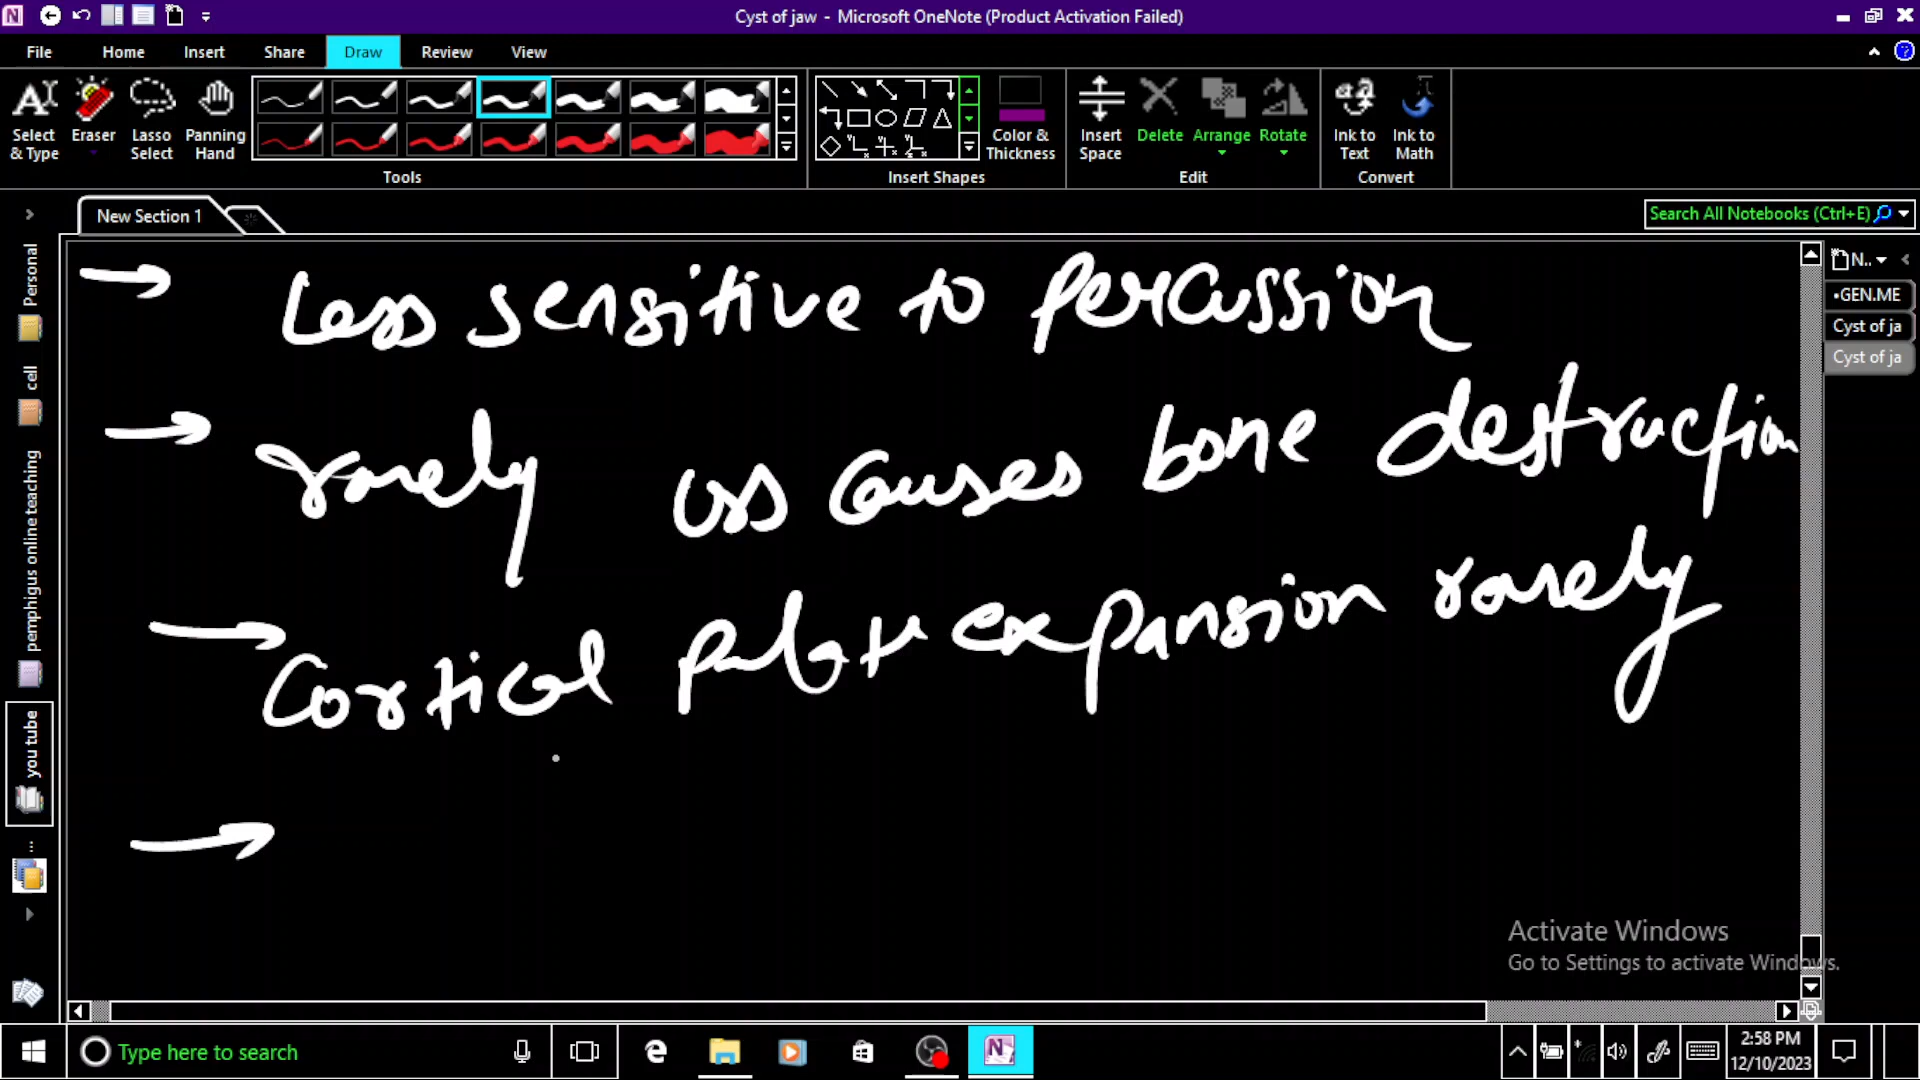 Cyst of jaw - Microsoft OneNote (Product Activation Failed)
File Home Insert Share Draw Review View
Select & Type
Eraser
Lasso Select
Panning Hand
Color & Thickness
Insert Space
Delete
Arrange
Rotate
Ink to Text
Ink to Math
Tools
Insert Shapes
Edit
Convert
New Section 1
Search All Notebooks (Ctrl+E)
Personal
cell
pemphigus online teaching
you tube
N..
GEN.ME
Cyst of ja
Cyst of ja
Less sensitive to percussion
rarely causes bone destruction
Cortical expansion rarely
Activate Windows
Go to Settings to activate Windows.
Type here to search
2:58 PM
12/10/2023